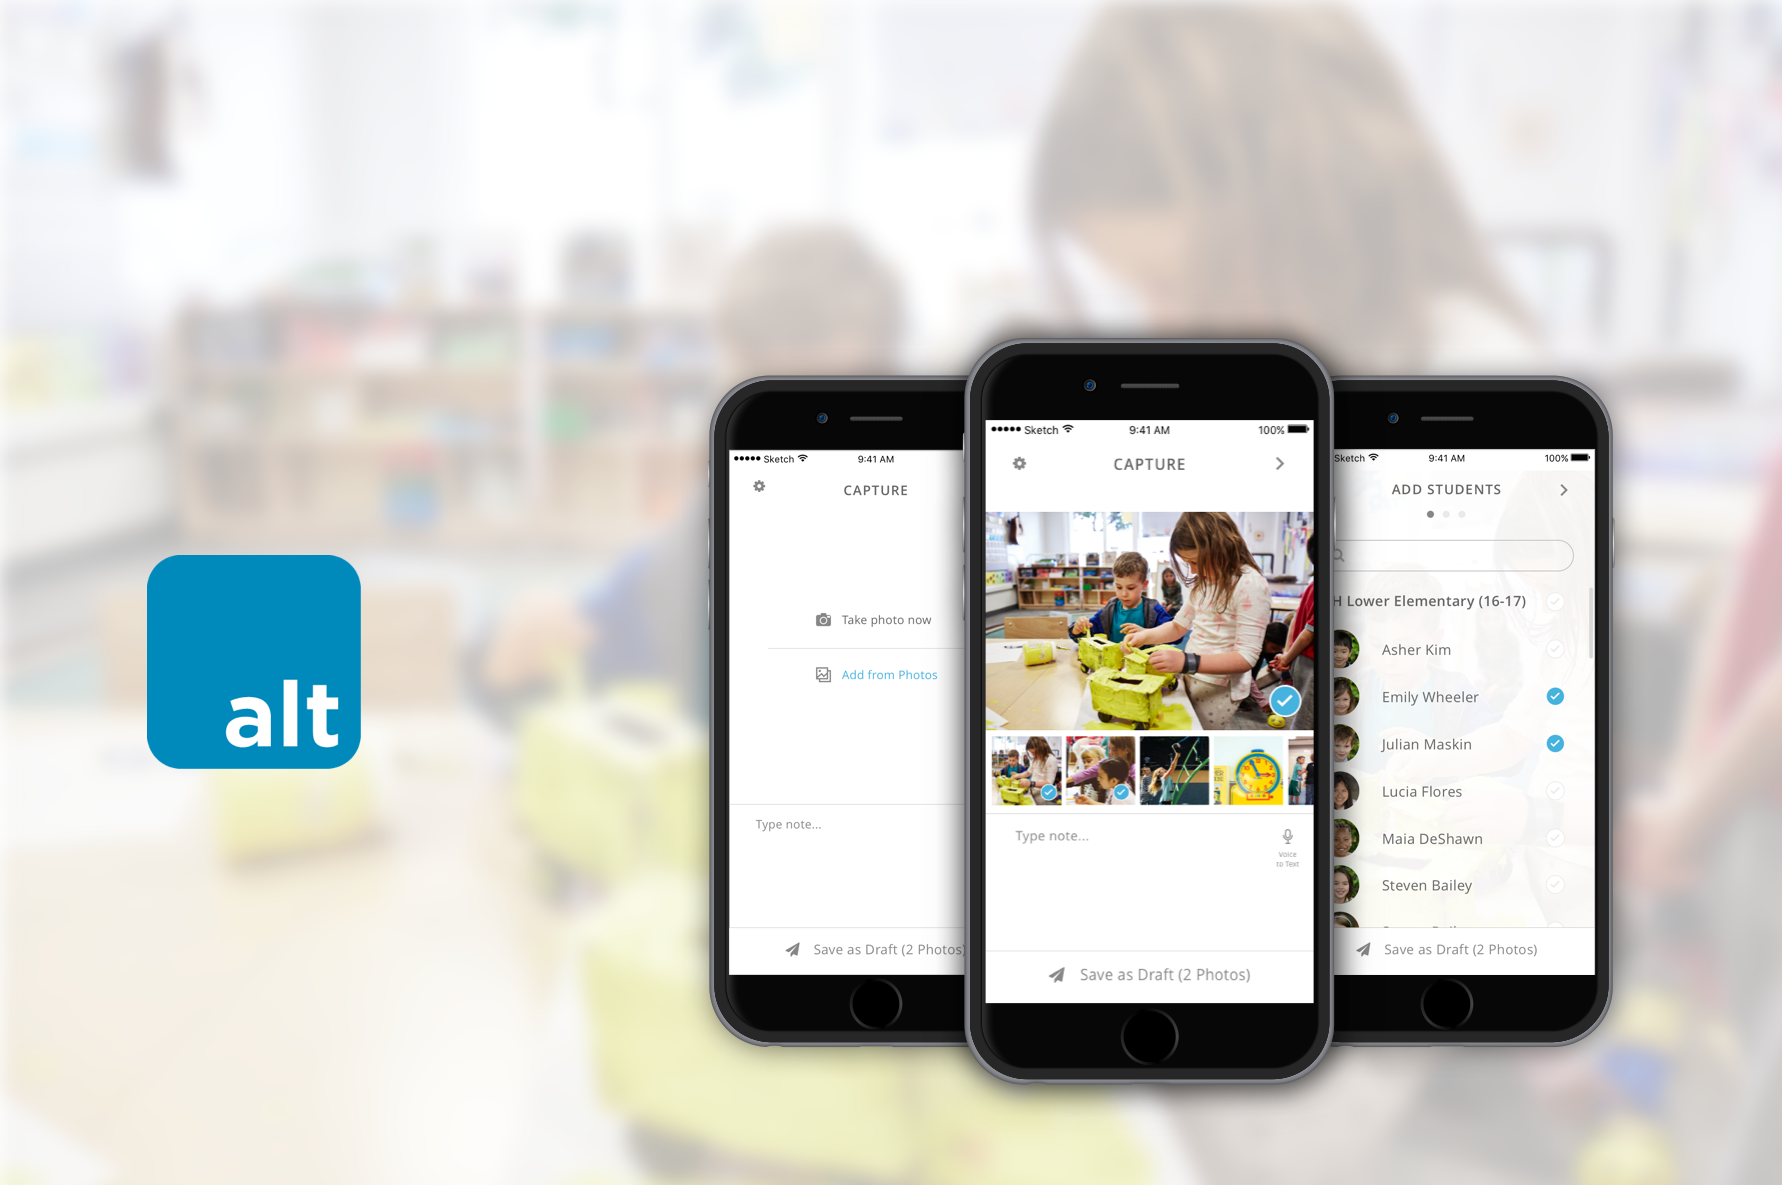 alt
Sketch 9:41 AM
CAPTURE
Take photo now
Add from Photos
Type note...
Save as Draft (2 Photos)
Sketch 9:41 AM 100%
CAPTURE
Type note...
Voice
to Text
Save as Draft (2 Photos)
Sketch 9:41 AM 100%
ADD STUDENTS
H Lower Elementary (16-17)
Asher Kim
Emily Wheeler
Julian Maskin
Lucia Flores
Maia DeShawn
Steven Bailey
Save as Draft (2 Photos)